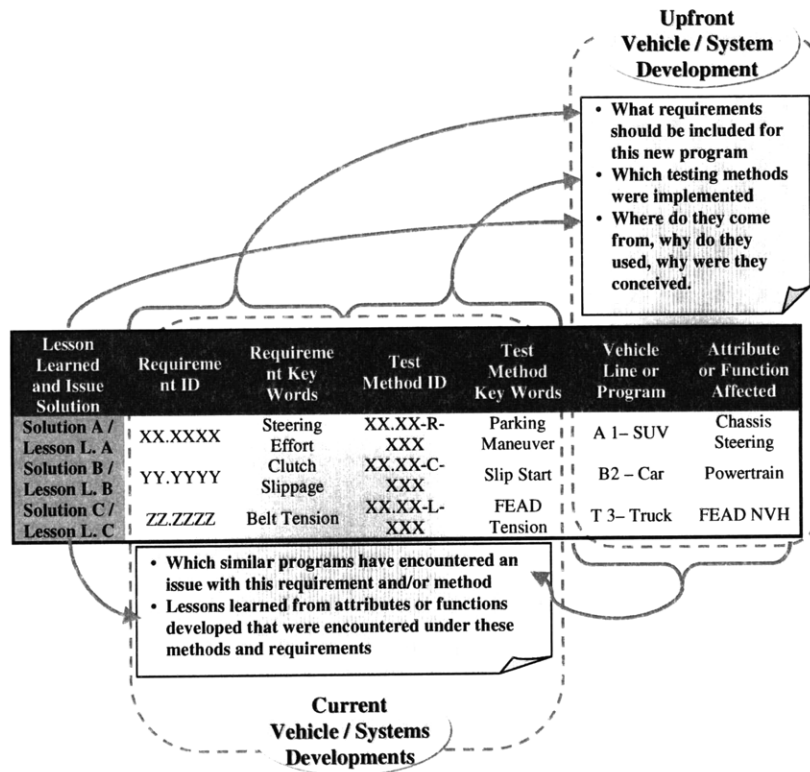 Upfront
Vehicle / System
Development
• What requirements
should be included for
this new program
• Which testing methods
were implemented
• Where do they come
from, why do they
used, why were they
conceived.
Lesson
Learned
and Issue
Solution
Requireme
nt ID
Requireme
nt Key
Words
Test
Method ID
Test
Method
Key Words
Vehicle
Line or
Program
Attribute
or Function
Affected
Solution A /
Lesson L. A
XX.XXXX
Steering
Effort
XX.XX-R-
XXX
Parking
Maneuver
A 1– SUV
Chassis
Steering
Solution B /
Lesson L. B
YY.YYYY
Clutch
Slippage
XX.XX-C-
XXX
Slip Start
B2 – Car
Powertrain
Solution C /
Lesson L. C
ZZ.ZZZZ
Belt Tension
XX.XX-L-
XXX
FEAD
Tension
T 3– Truck
FEAD NVH
• Which similar programs have encountered an
issue with this requirement and/or method
• Lessons learned from attributes or functions
developed that were encountered under these
methods and requirements
Current
Vehicle / Systems
Developments